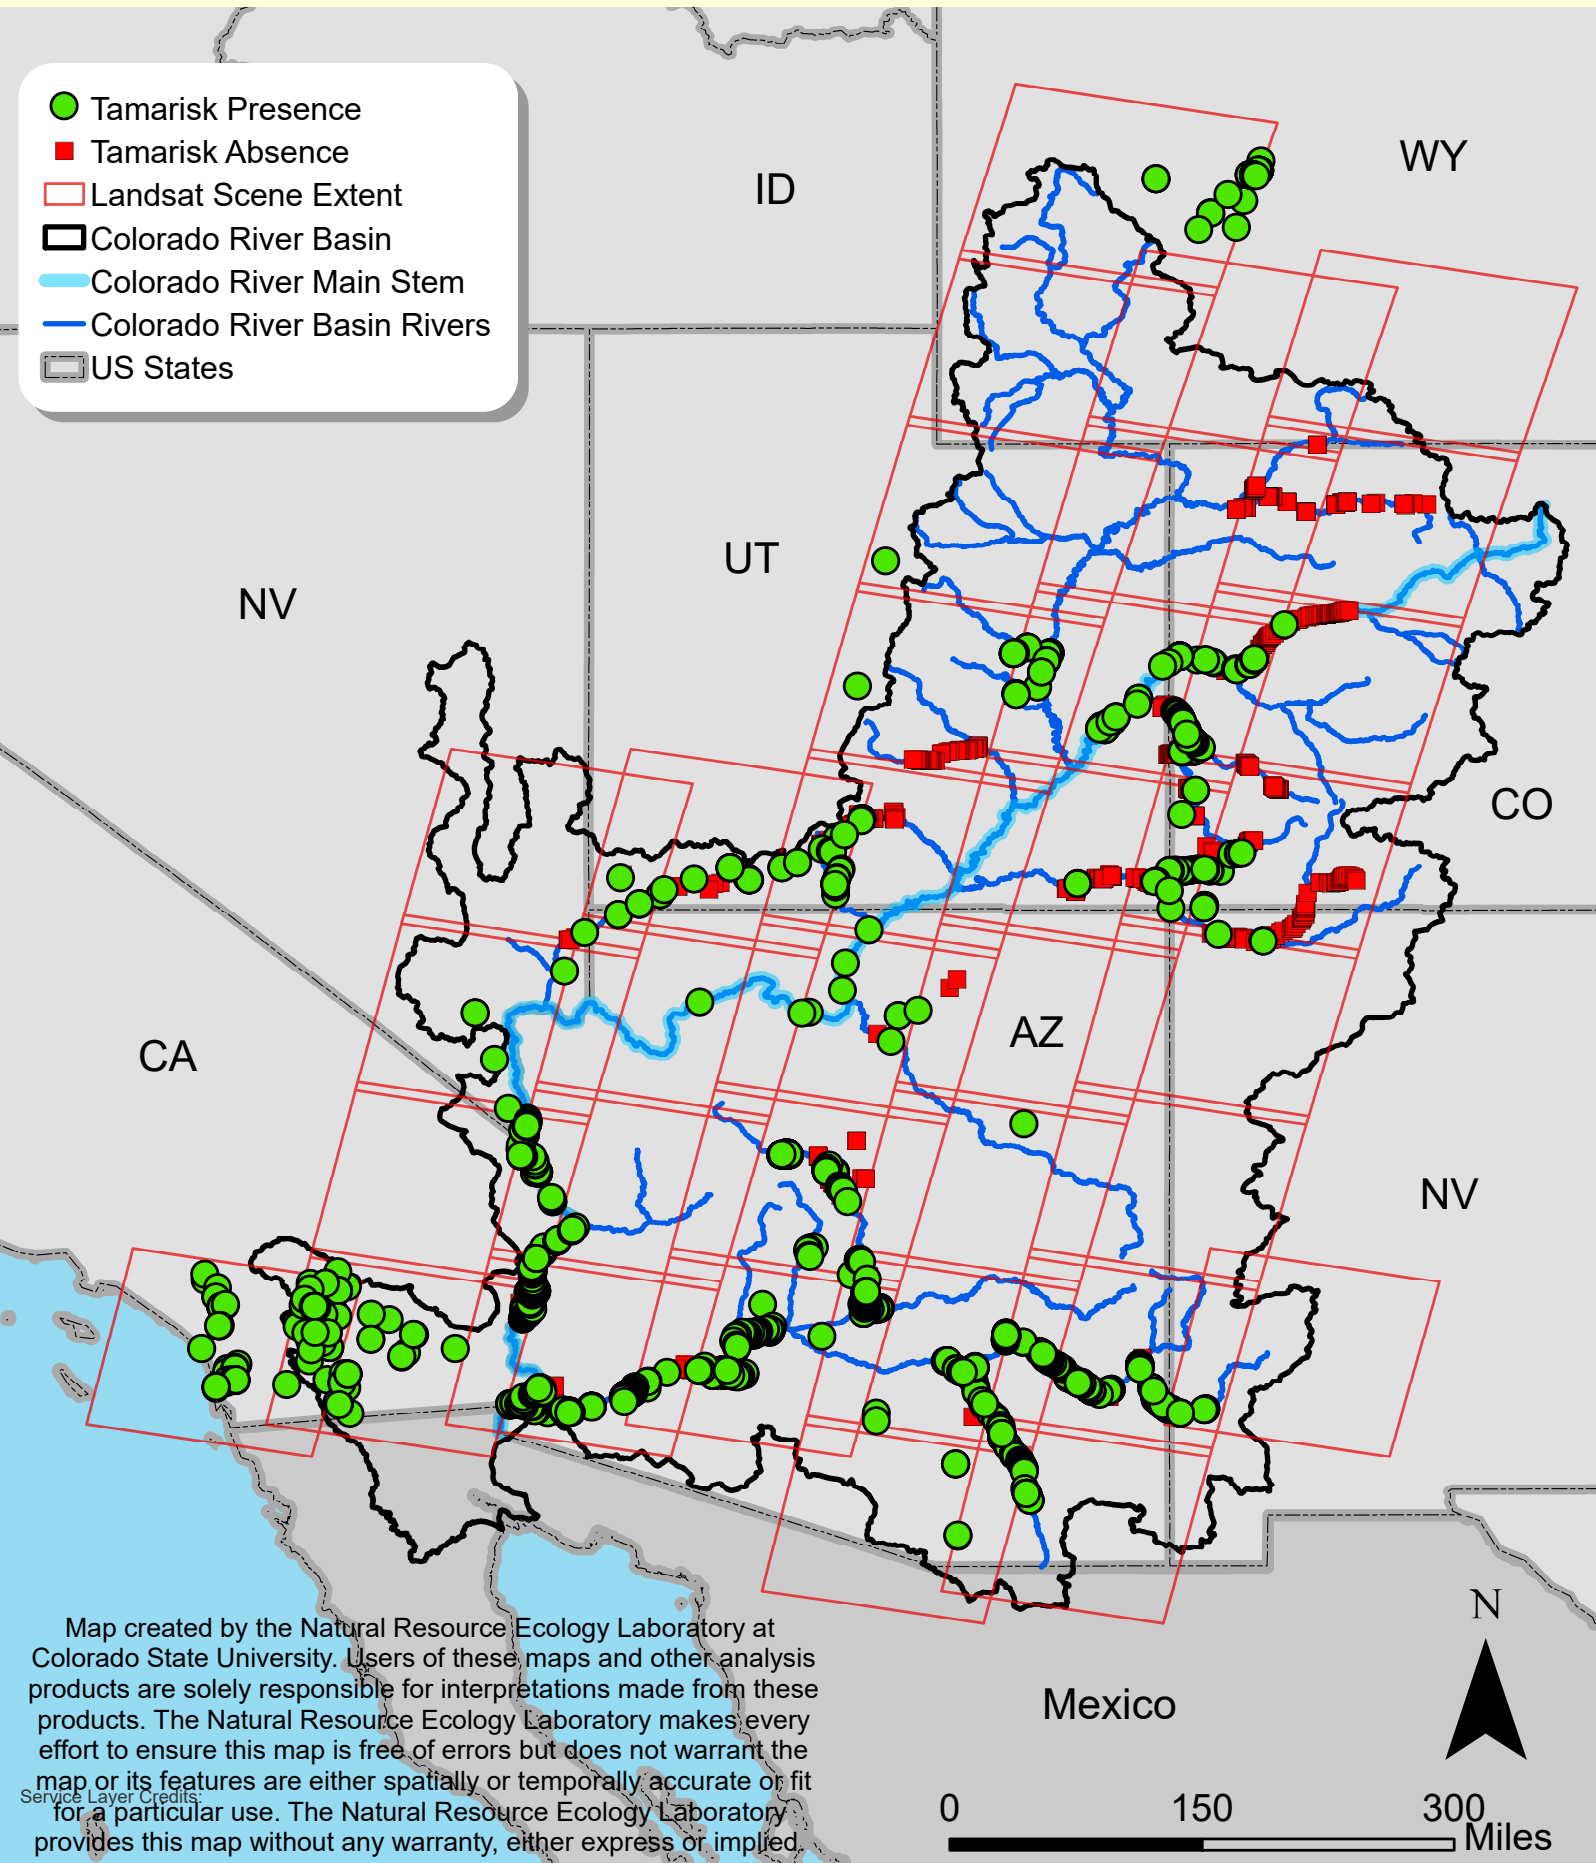 Tamarisk Presence
Tamarisk Absence
Landsat Scene Extent
Colorado River Basin
Colorado River Main Stem
Colorado River Basin Rivers
US States
WY
ID
UT
NV
CO
CA
AZ
NV
Mexico
N
Map created by the Natural Resource Ecology Laboratory at
Colorado State University. Users of these maps and other analysis
products are solely responsible for interpretations made from these
products. The Natural Resource Ecology Laboratory makes every
effort to ensure this map is free of errors but does not warrant the
map or its features are either spatially or temporally accurate or fit
Service Layer Credits:
for a particular use. The Natural Resource Ecology Laboratory
provides this map without any warranty, either express or implied.
0 150 300
Miles